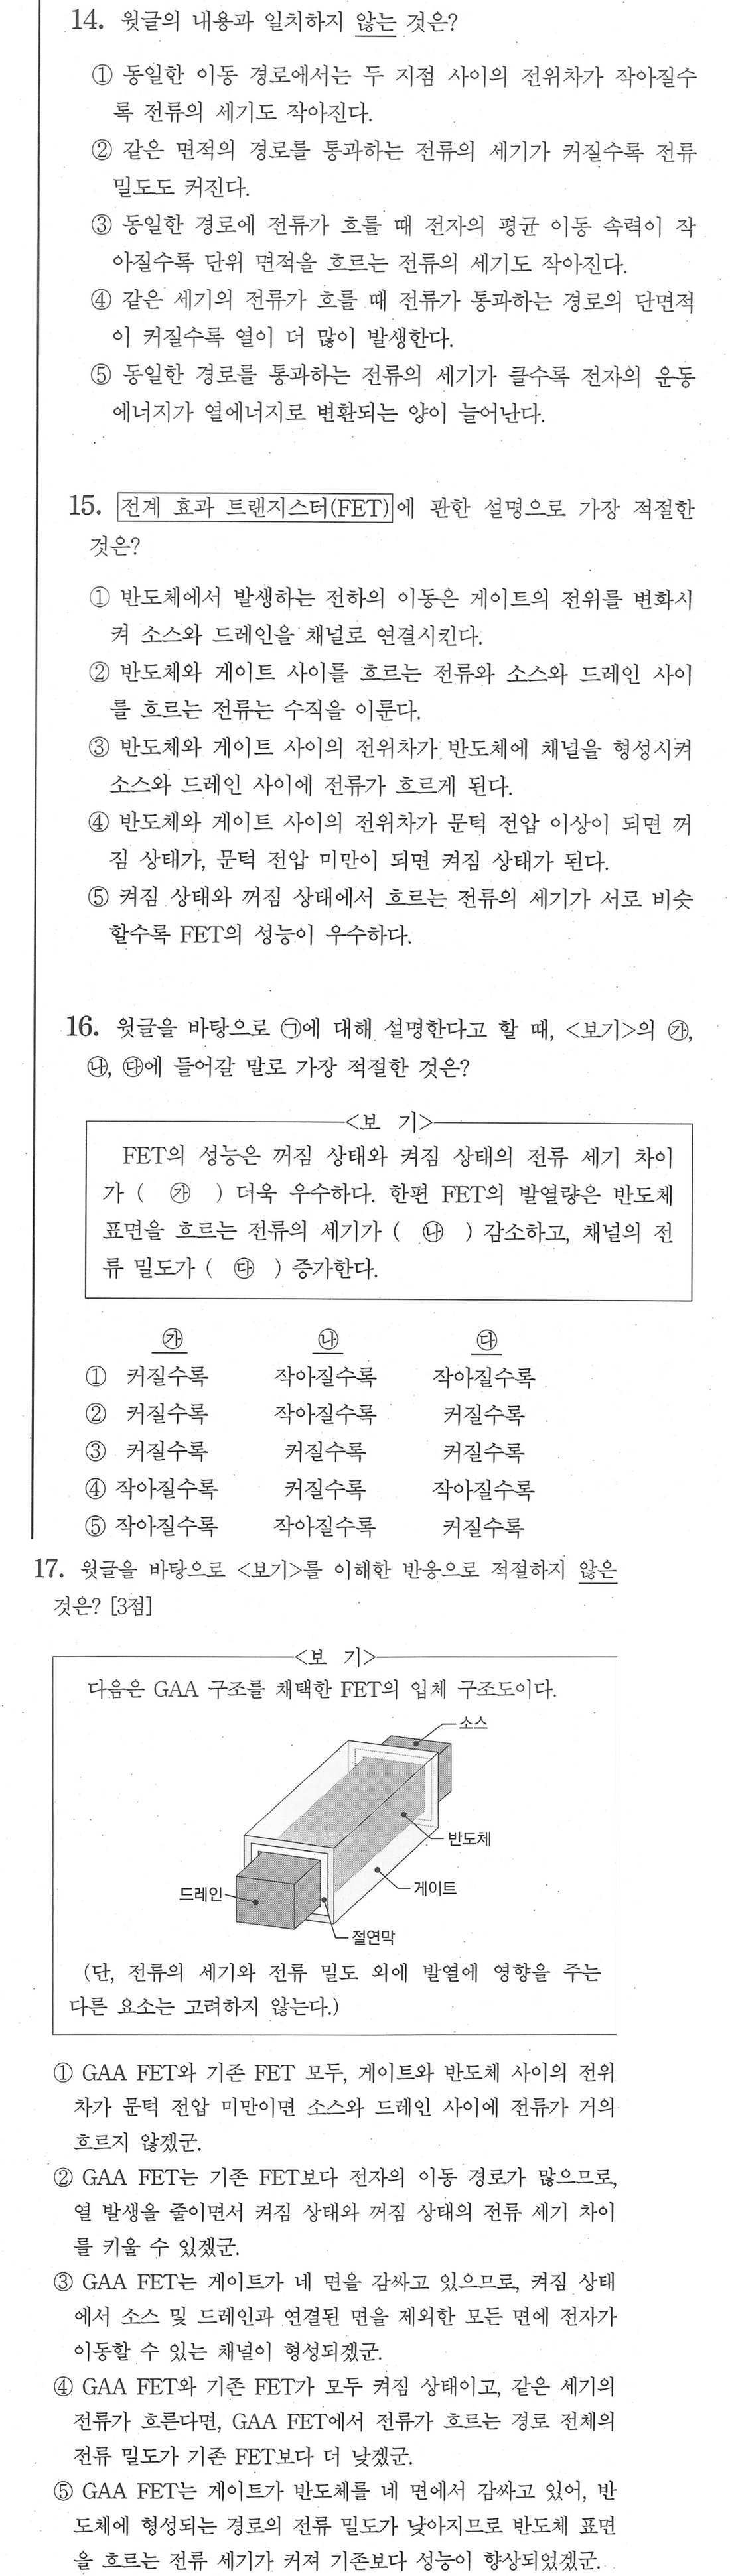 14. 윗글의 내용과 일치하지 않는 것은?
① 동일한 이동 경로에서는 두 지점 사이의 전위차가 작아질수
록 전류의 세기도 작아진다.
② 같은 면적의 경로를 통과하는 전류의 세기가 커질수록 전류
밀도도 커진다.
③ 동일한 경로에 전류가 흐를 때 전자의 평균 이동 속력이 작
아질수록 단위 면적을 흐르는 전류의 세기도 작아진다.
④ 같은 세기의 전류가 흐를 때 전류가 통과하는 경로의 단면적
이 커질수록 열이 더 많이 발생한다.
⑤ 동일한 경로를 통과하는 전류의 세기가 클수록 전자의 운동
에너지가 열에너지로 변환되는 양이 늘어난다.
15. 전계 효과 트랜지스터(FET)에 관한 설명으로 가장 적절한
것은?
① 반도체에서 발생하는 전하의 이동은 게이트의 전위를 변화시
켜 소스와 드레인을 채널로 연결시킨다.
② 반도체와 게이트 사이를 흐르는 전류와 소스와 드레인 사이
를 흐르는 전류는 수직을 이룬다.
③ 반도체와 게이트 사이의 전위차가 반도체에 채널을 형성시켜
소스와 드레인 사이에 전류가 흐르게 된다.
④ 반도체와 게이트 사이의 전위차가 문턱 전압 이상이 되면 꺼
짐 상태가, 문턱 전압 미만이 되면 켜짐 상태가 된다.
⑤ 켜짐 상태와 꺼짐 상태에서 흐르는 전류의 세기가 서로 비슷
할수록 FET의 성능이 우수하다.
16. 윗글을 바탕으로 ㉠에 대해 설명한다고 할 때, <보기>의 ㉮,
㉯, ㉰에 들어갈 말로 가장 적절한 것은?
<보 기>
FET의 성능은 꺼짐 상태와 켜짐 상태의 전류 세기 차이
가 ( ㉮ ) 더욱 우수하다. 한편 FET의 발열량은 반도체
표면을 흐르는 전류의 세기가 ( ㉯ ) 감소하고, 채널의 전
류 밀도가 ( ㉰ ) 증가한다.
㉮ ㉯ ㉰
① 커질수록 작아질수록 작아질수록
② 커질수록 작아질수록 커질수록
③ 커질수록 커질수록 커질수록
④ 작아질수록 커질수록 작아질수록
⑤ 작아질수록 작아질수록 커질수록
17. 윗글을 바탕으로 <보기>를 이해한 반응으로 적절하지 않은
것은? [3점]
<보 기>
다음은 GAA 구조를 채택한 FET의 입체 구조도이다.
소스
반도체
게이트
드레인
절연막
(단, 전류의 세기와 전류 밀도 외에 발열에 영향을 주는
다른 요소는 고려하지 않는다.)
① GAA FET와 기존 FET 모두, 게이트와 반도체 사이의 전위
차가 문턱 전압 미만이면 소스와 드레인 사이에 전류가 거의
흐르지 않겠군.
② GAA FET는 기존 FET보다 전자의 이동 경로가 많으므로,
열 발생을 줄이면서 켜짐 상태와 꺼짐 상태의 전류 세기 차이
를 키울 수 있겠군.
③ GAA FET는 게이트가 네 면을 감싸고 있으므로, 켜짐 상태
에서 소스 및 드레인과 연결된 면을 제외한 모든 면에 전자가
이동할 수 있는 채널이 형성되겠군.
④ GAA FET와 기존 FET가 모두 켜짐 상태이고, 같은 세기의
전류가 흐른다면, GAA FET에서 전류가 흐르는 경로 전체의
전류 밀도가 기존 FET보다 더 낮겠군.
⑤ GAA FET는 게이트가 반도체를 네 면에서 감싸고 있어, 반
도체에 형성되는 경로의 전류 밀도가 낮아지므로 반도체 표면
을 흐르는 전류 세기가 커져 기존보다 성능이 향상되었겠군.